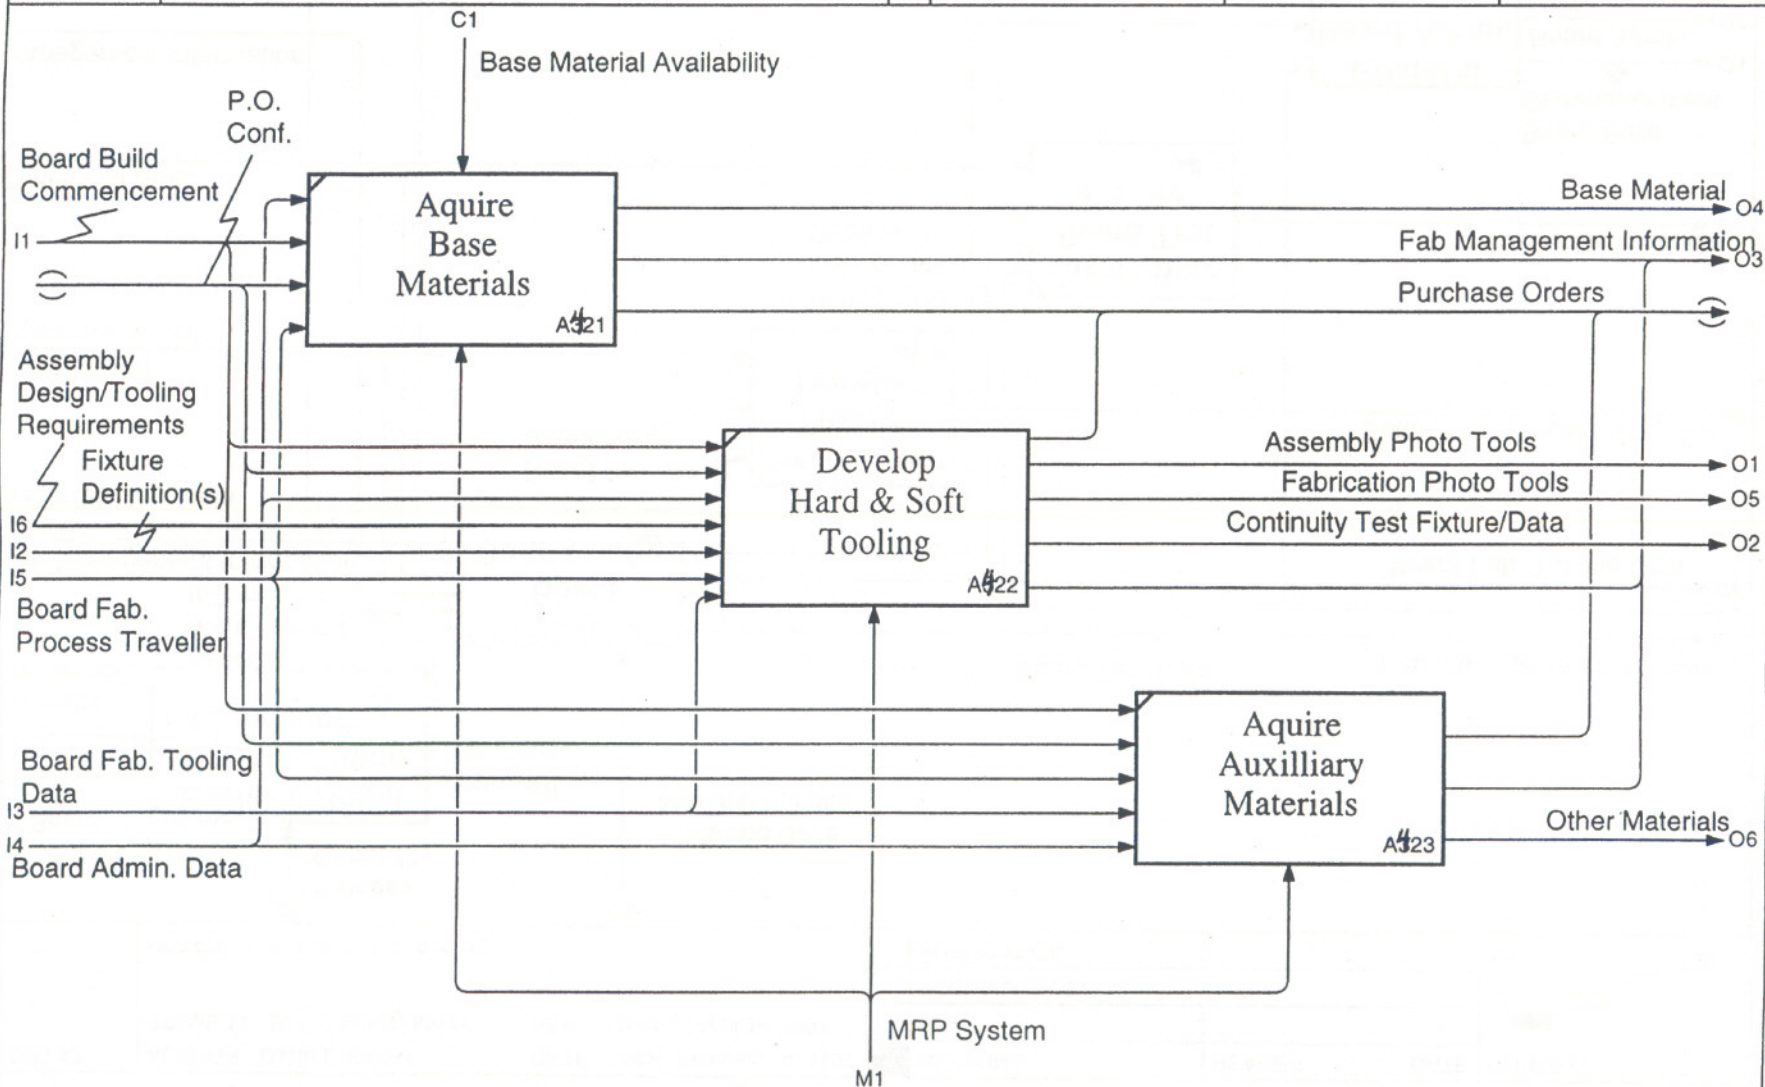 C1
Base Material Availability
P.O.
Conf.
Board Build
Commencement
I1
Aquire
Base
Materials
A421
Base Material
O4
Fab Management Information
O3
Purchase Orders
Assembly
Design/Tooling
Requirements
Fixture
Definition(s)
I6
I2
I5
Board Fab.
Process Traveller
Develop
Hard & Soft
Tooling
A422
Assembly Photo Tools
O1
Fabrication Photo Tools
O5
Continuity Test Fixture/Data
O2
Board Fab. Tooling
Data
I3
I4
Board Admin. Data
Aquire
Auxilliary
Materials
A423
Other Materials
O6
MRP System
M1